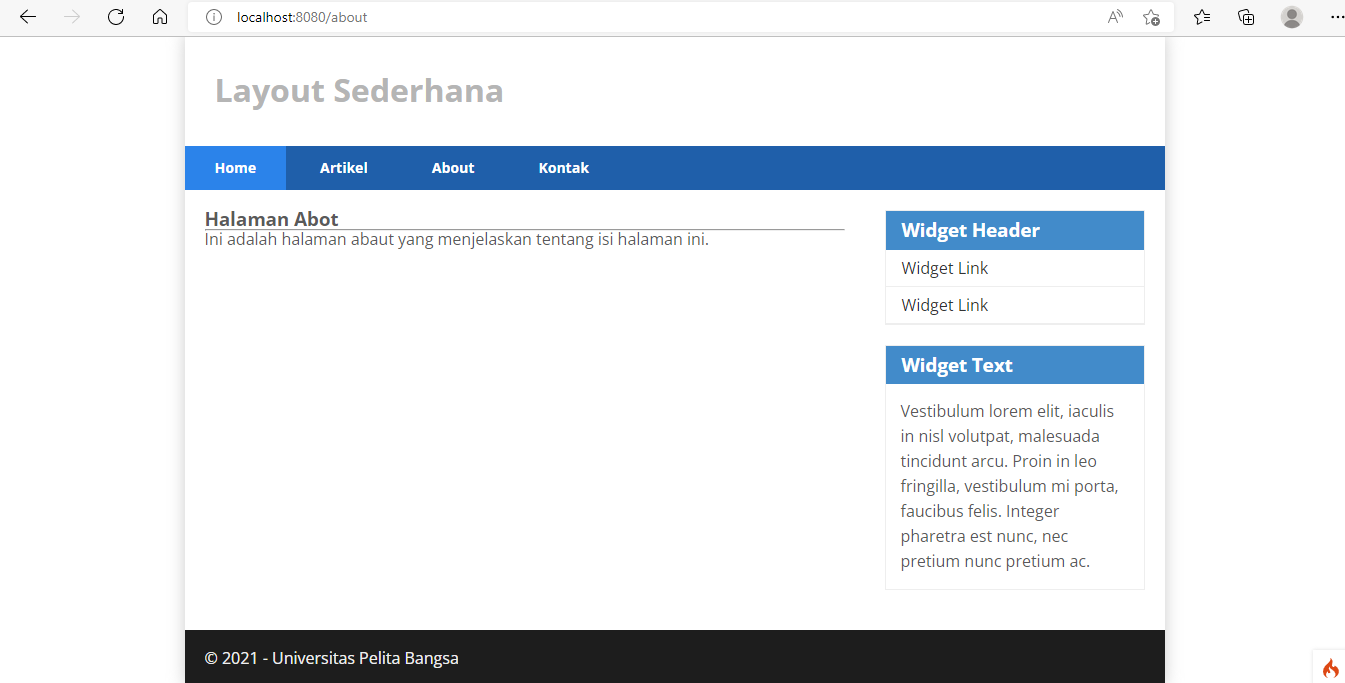 localhost:8080/about
Layout Sederhana
Home Artikel About Kontak
Halaman Abot
Ini adalah halaman abaut yang menjelaskan tentang isi halaman ini.
Widget Header
Widget Link
Widget Link
Widget Text
Vestibulum lorem elit, iaculis
in nisl volutpat, malesuada
tincidunt arcu. Proin in leo
fringilla, vestibulum mi porta,
faucibus felis. Integer
pharetra est nunc, nec
pretium nunc pretium ac.
© 2021 - Universitas Pelita Bangsa